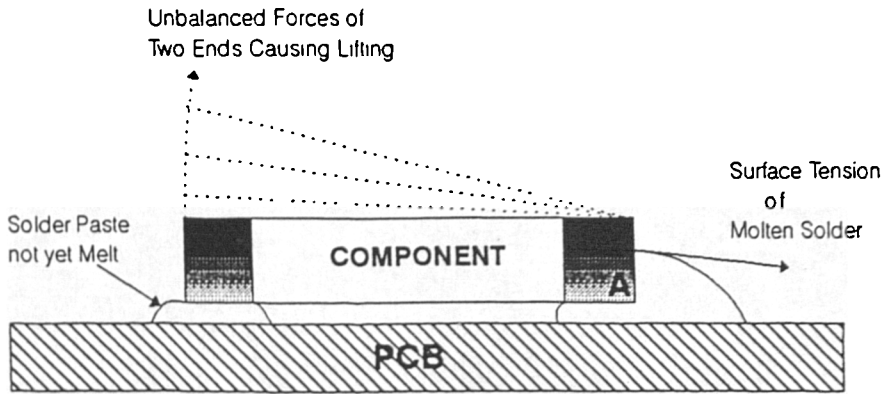 Unbalanced Forces of
Two Ends Causing Lifting
Surface Tension
of
Molten Solder
Solder Paste
not yet Melt
COMPONENT
A
PCB